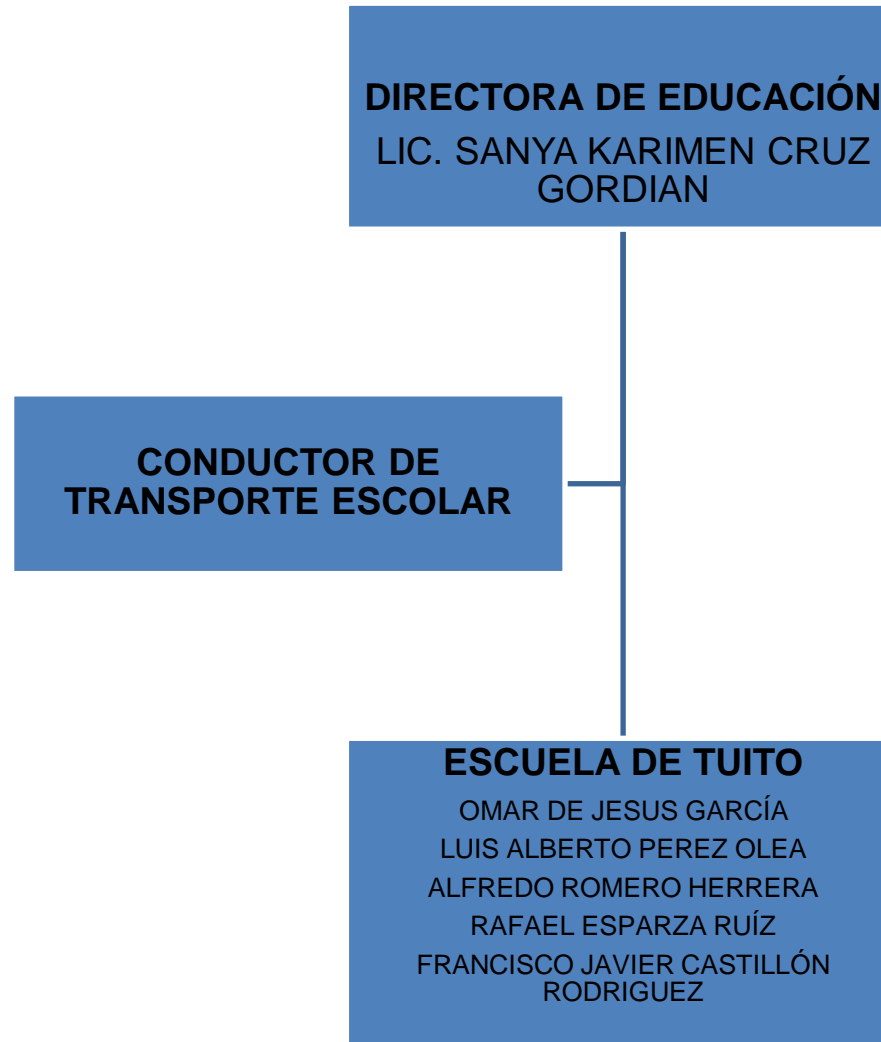 DIRECTORA DE EDUCACIÓN
LIC. SANYA KARIMEN CRUZ
GORDIAN
CONDUCTOR DE
TRANSPORTE ESCOLAR
ESCUELA DE TUITO
OMAR DE JESUS GARCÍA
LUIS ALBERTO PEREZ OLEA
ALFREDO ROMERO HERRERA
RAFAEL ESPARZA RUÍZ
FRANCISCO JAVIER CASTILLÓN
RODRIGUEZ